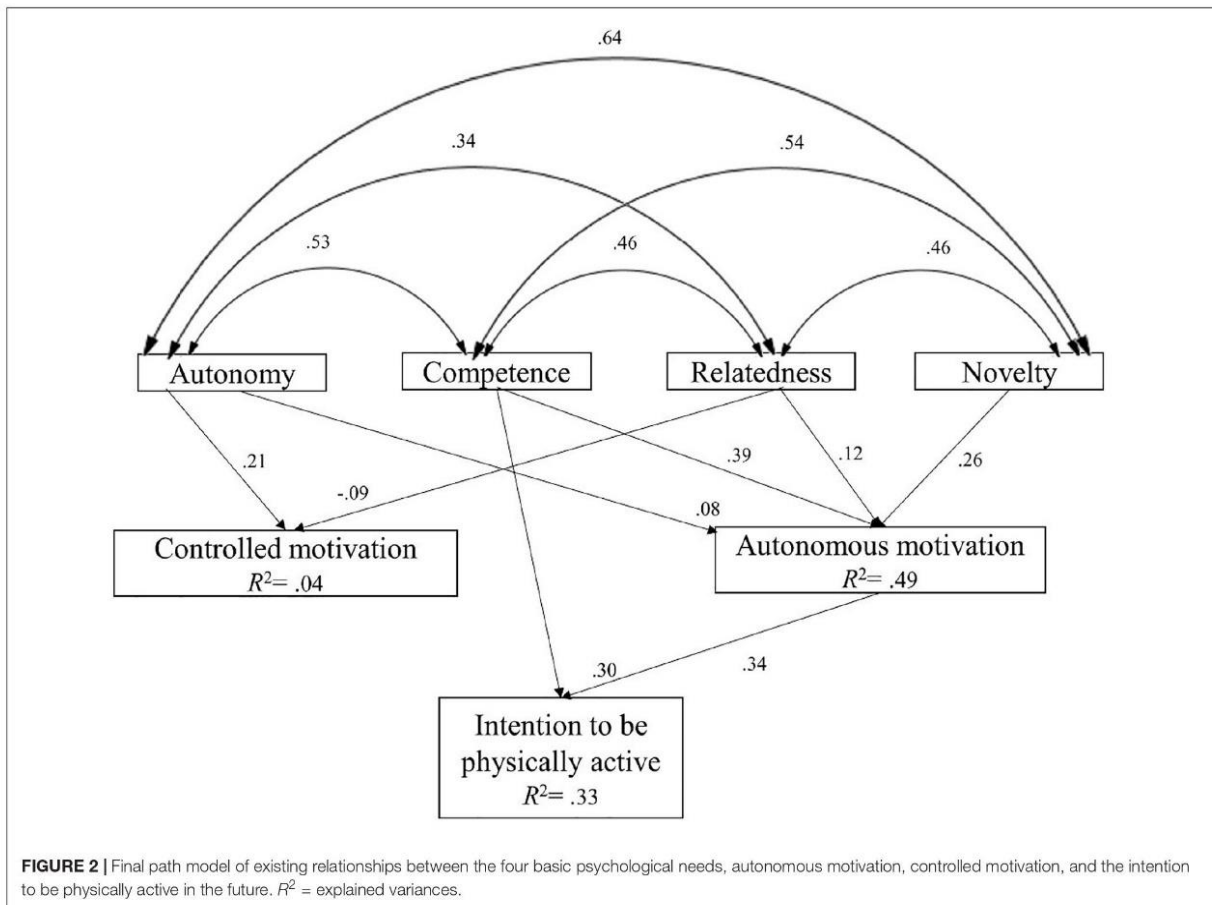 .64
.34
.54
.53
.46
.46
Autonomy
Competence
Relatedness
Novelty
.21
-.09
.39
.12
.26
.08
Controlled motivation
R²= .04
Autonomous motivation
R²= .49
.30
.34
Intention to be
physically active
R²= .33
FIGURE 2 | Final path model of existing relationships between the four basic psychological needs, autonomous motivation, controlled motivation, and the intention
to be physically active in the future. R² = explained variances.